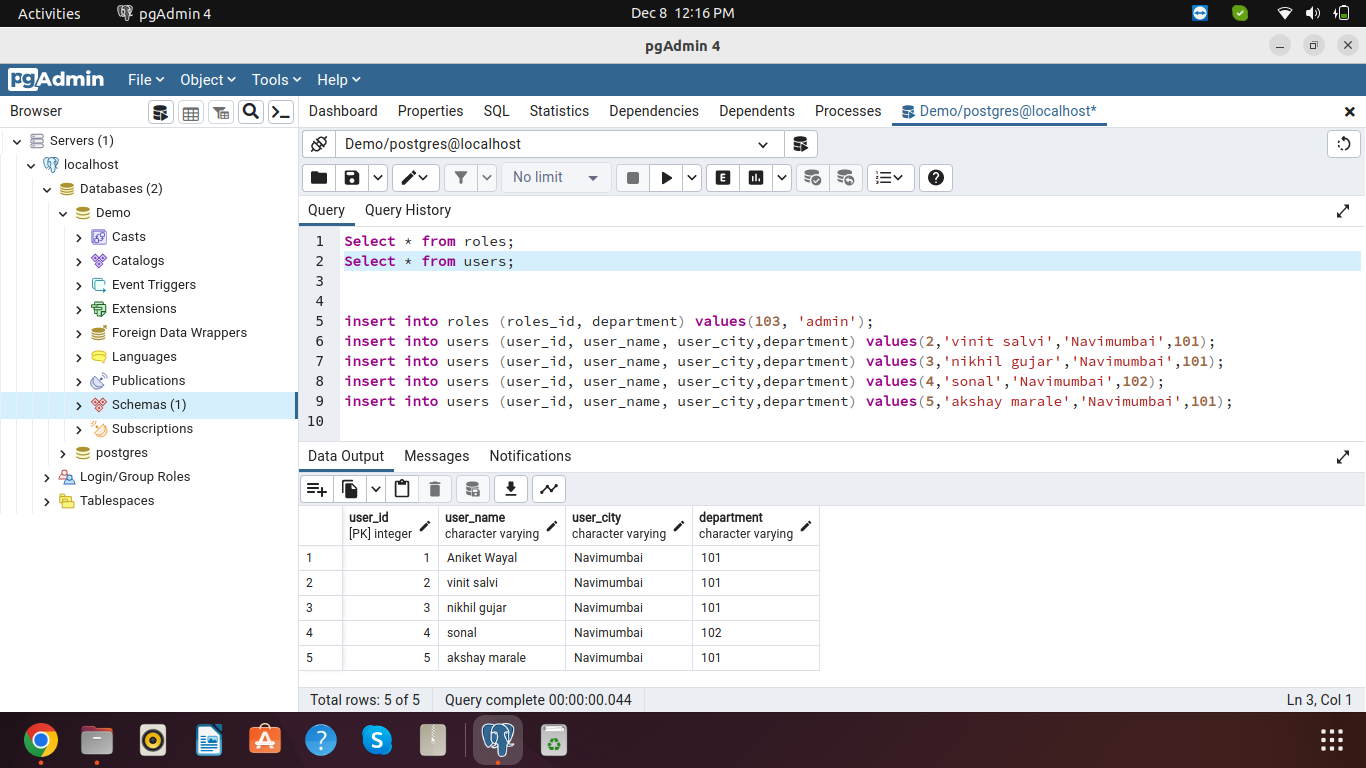 Activities
pgAdmin 4
Dec 8 12:16 PM
pgAdmin 4
pgAdmin
File Object Tools Help
Browser
Dashboard Properties SQL Statistics Dependencies Dependents Processes Demo/postgres@localhost*
Servers (1)
localhost
Databases (2)
Demo
Casts
Catalogs
Event Triggers
Extensions
Foreign Data Wrappers
Languages
Publications
Schemas (1)
Subscriptions
postgres
Login/Group Roles
Tablespaces
Demo/postgres@localhost
No limit
E
Query Query History
1 Select * from roles;
2 Select * from users;
3
4
5 insert into roles (roles_id, department) values(103, 'admin');
6 insert into users (user_id, user_name, user_city,department) values(2,'vinit salvi','Navimumbai',101);
7 insert into users (user_id, user_name, user_city,department) values(3,'nikhil gujar','Navimumbai',101);
8 insert into users (user_id, user_name, user_city,department) values(4,'sonal','Navimumbai',102);
9 insert into users (user_id, user_name, user_city,department) values(5,'akshay marale','Navimumbai',101);
10
Data Output Messages Notifications
user_id user_name user_city department
[PK] integer character varying character varying character varying
1 1 Aniket Wayal Navimumbai 101
2 2 vinit salvi Navimumbai 101
3 3 nikhil gujar Navimumbai 101
4 4 sonal Navimumbai 102
5 5 akshay marale Navimumbai 101
Total rows: 5 of 5 Query complete 00:00:00.044 Ln 3, Col 1